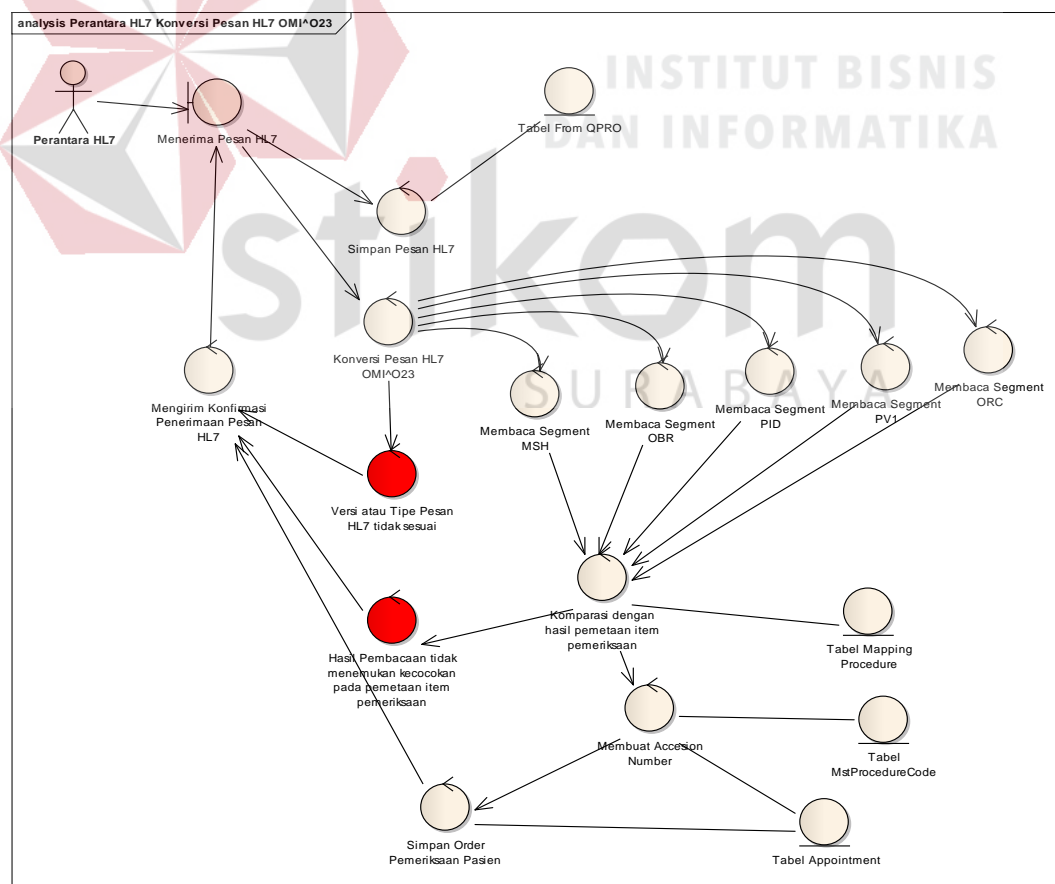 analysis Perantara HL7 Konversi Pesan HL7 OMI^O23
INSTITUT BISNIS
DAN INFORMATIKA
stikom
SURABAYA
Perantara HL7
Menerima Pesan HL7
Tabel From QPRO
Simpan Pesan HL7
Konversi Pesan HL7
OMI^O23
Mengirim Konfirmasi
Penerimaan Pesan
HL7
Membaca Segment
MSH
Membaca Segment
OBR
Membaca Segment
PID
Membaca Segment
PV1
Membaca Segment
ORC
Versi atau Tipe Pesan
HL7 tidak sesuai
Hasil Pembacaan tidak
menemukan kecocokan
pada pemetaan item
pemeriksaan
Komparasi dengan
hasil pemetaan item
pemeriksaan
Tabel Mapping
Procedure
Membuat Accesion
Number
Tabel
MstProcedureCode
Simpan Order
Pemeriksaan Pasien
Tabel Appointment